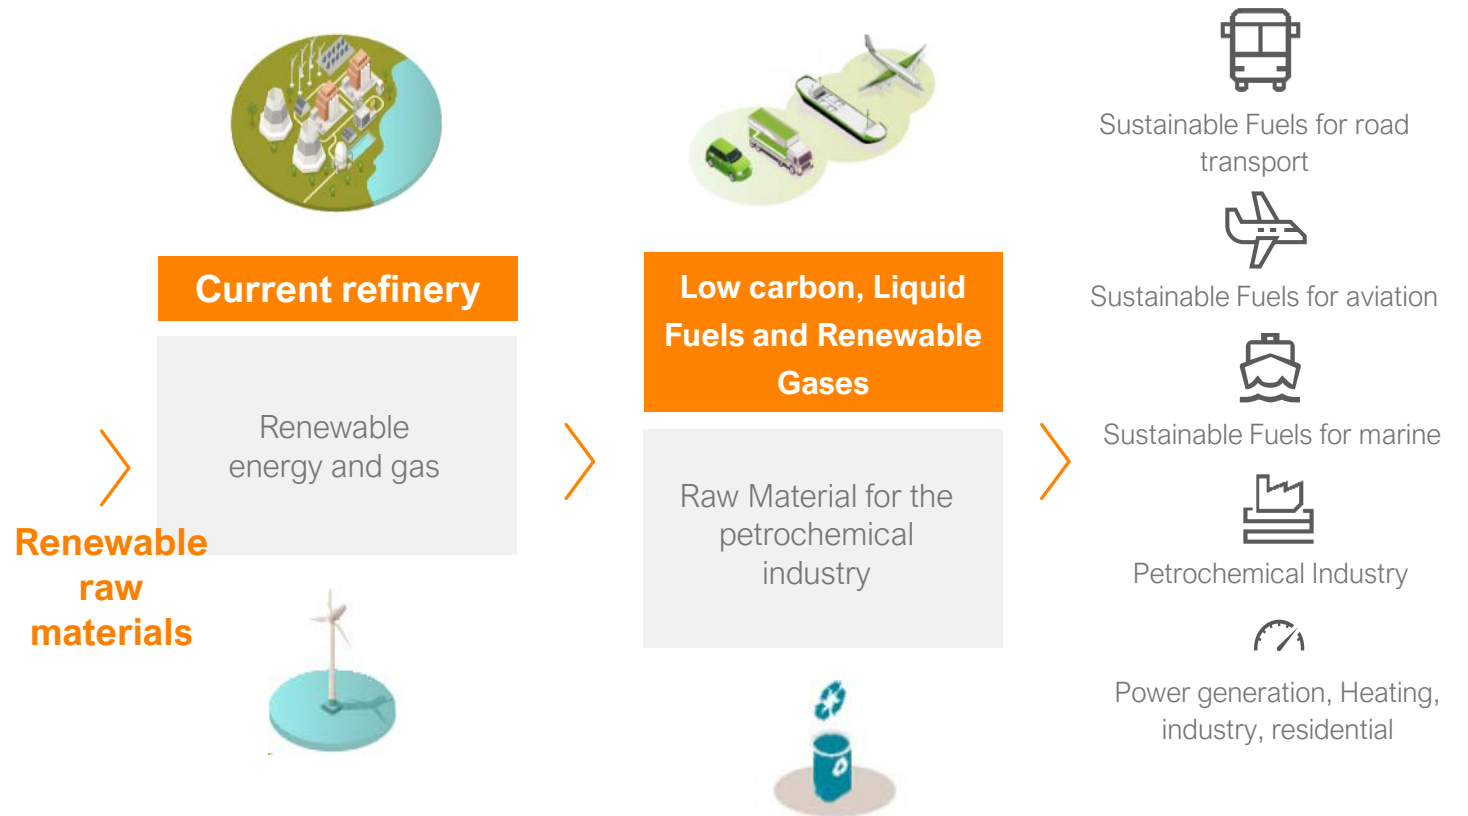 Renewable
raw
materials
Current refinery
Renewable
energy and gas
Low carbon, Liquid
Fuels and Renewable
Gases
Raw Material for the
petrochemical
industry
Sustainable Fuels for road
transport
Sustainable Fuels for aviation
Sustainable Fuels for marine
Petrochemical Industry
Power generation, Heating,
industry, residential